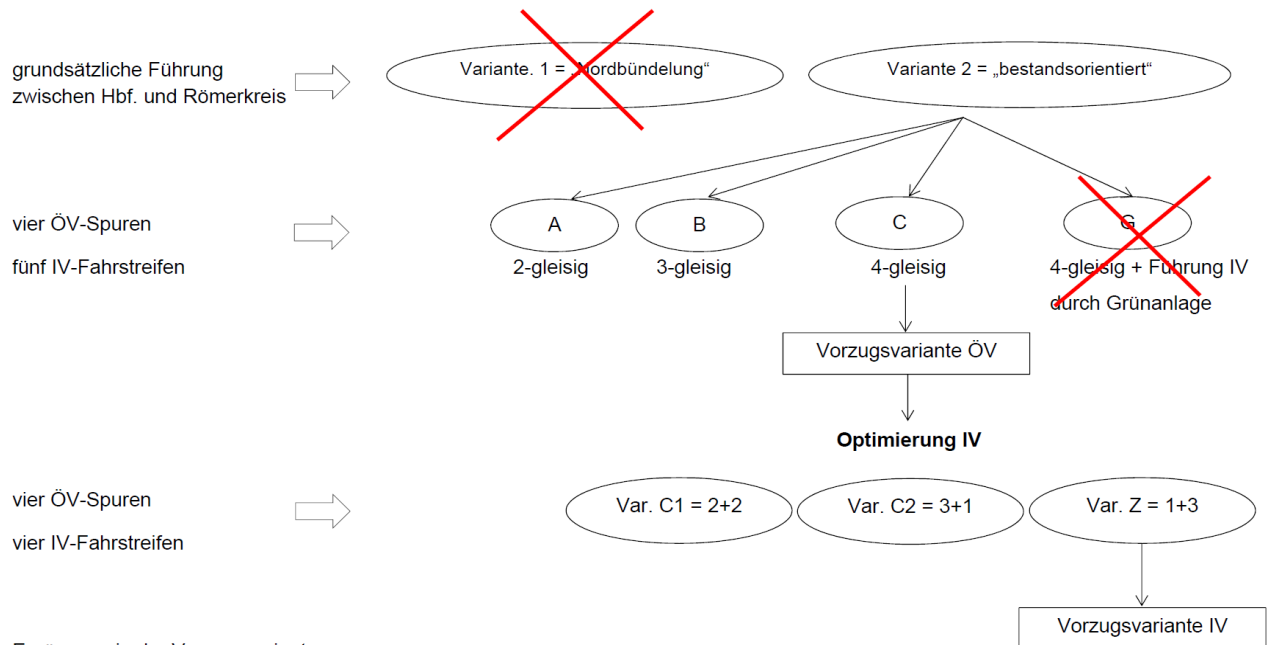 grundsätzliche Führung
zwischen Hbf. und Römerkreis
Variante. 1 = „Nordbündelung“
Variante 2 = „bestandsorientiert“
vier ÖV-Spuren
fünf IV-Fahrstreifen
A
B
C
G
2-gleisig
3-gleisig
4-gleisig
4-gleisig + Führung IV
durch Grünanlage
Vorzugsvariante ÖV
Optimierung IV
vier ÖV-Spuren
vier IV-Fahrstreifen
Var. C1 = 2+2
Var. C2 = 3+1
Var. Z = 1+3
Vorzugsvariante IV